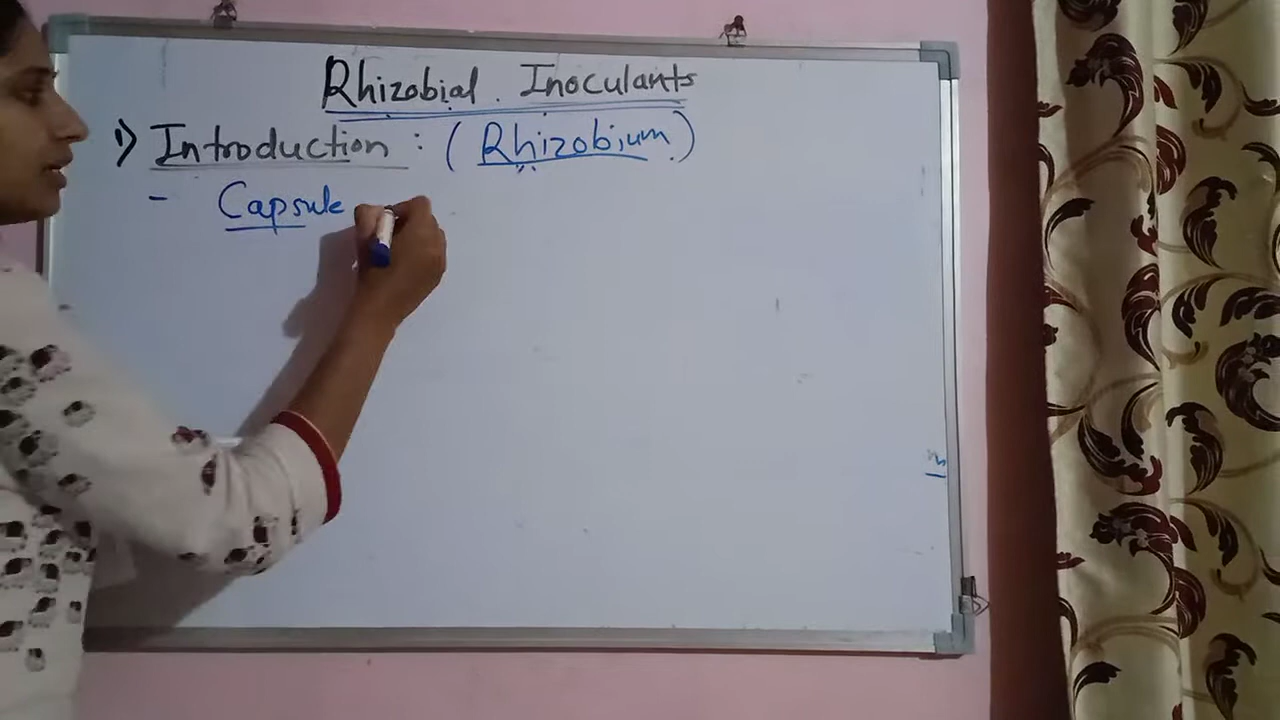 Rhizobial Inoculants
1) Introduction : (Rhizobium)
- Capsule